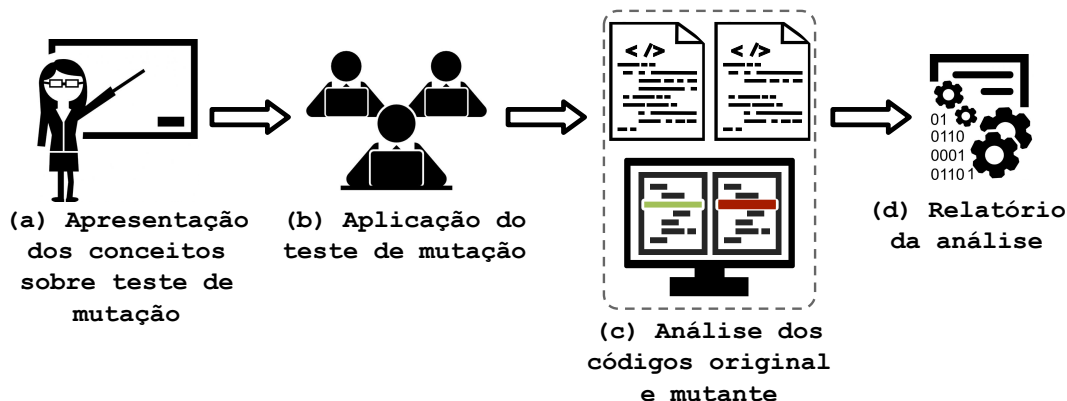 (a) Apresentação
dos conceitos
sobre teste de
mutação
(b) Aplicação do
teste de mutação
</>
</>
(c) Análise dos
códigos original
e mutante
01
0110
0001
01101
(d) Relatório
da análise